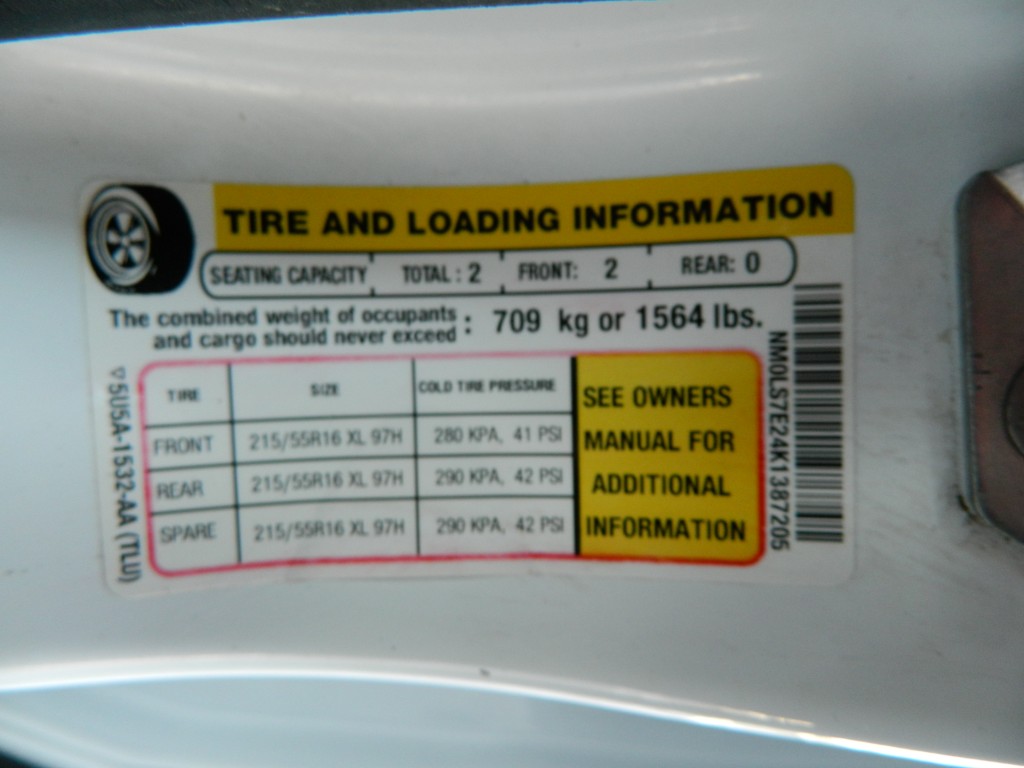 TIRE AND LOADING INFORMATION
SEATING CAPACITY TOTAL : 2 FRONT: 2 REAR: 0
The combined weight of occupants
and cargo should never exceed : 709 kg or 1564 lbs.
TIRE SIZE COLD TIRE PRESSURE
FRONT 215/55R16 XL 97H 280 KPA, 41 PSI
REAR 215/55R16 XL 97H 290 KPA, 42 PSI
SPARE 215/55R16 XL 97H 290 KPA, 42 PSI
SEE OWNERS
MANUAL FOR
ADDITIONAL
INFORMATION
5U5A-1532-AA (TLU)
NM0LS7E24K1387205